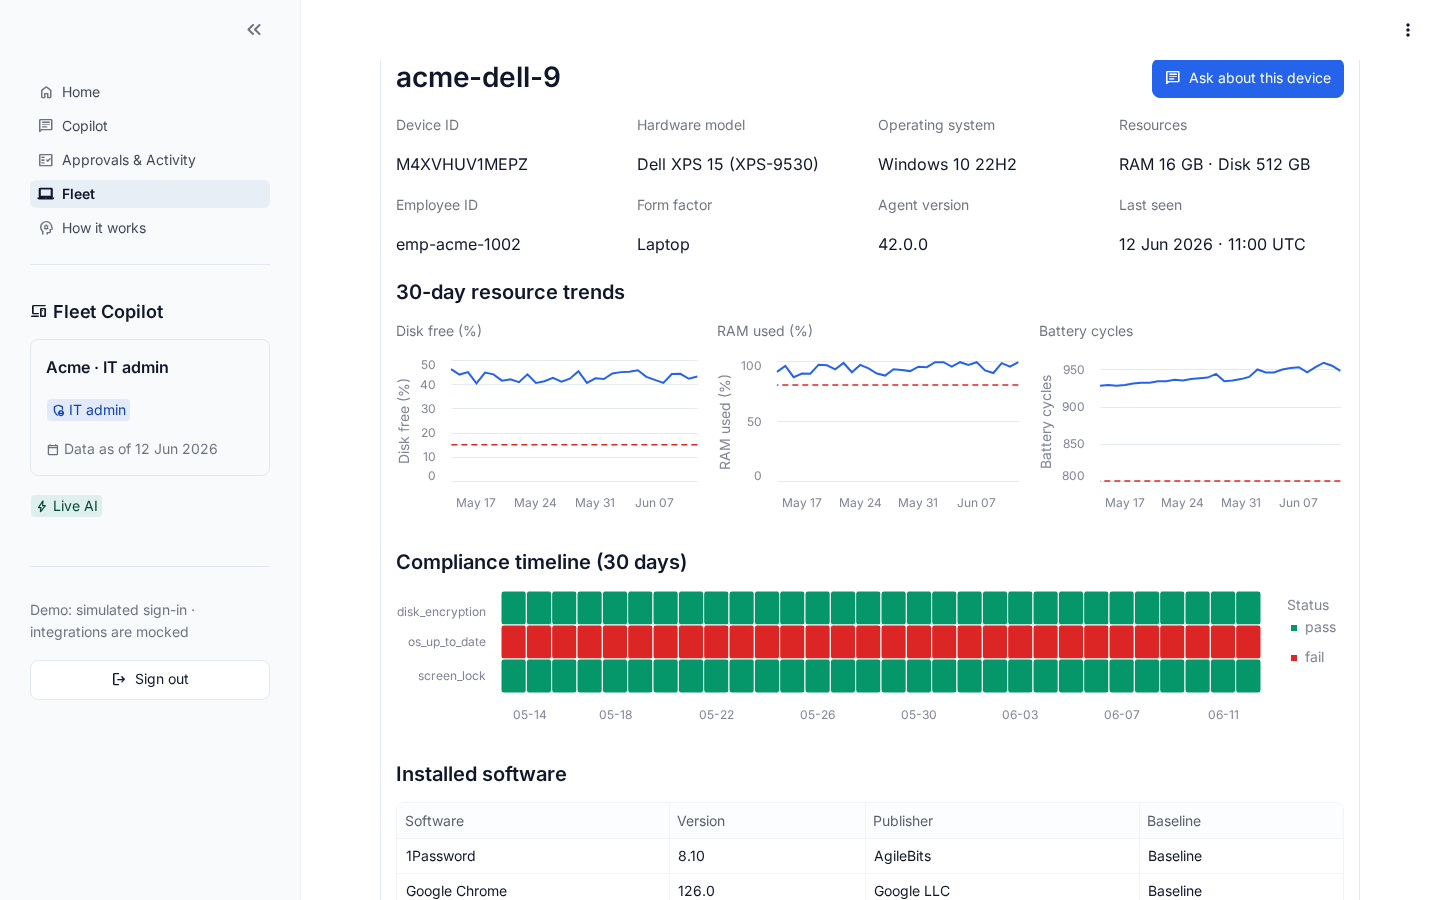 Home
Copilot
Approvals & Activity
Fleet
How it works
Fleet Copilot
Acme · IT admin
IT admin
Data as of 12 Jun 2026
Live AI
Demo: simulated sign-in ·
integrations are mocked
Sign out
acme-dell-9
Ask about this device
Device ID
Hardware model
Operating system
Resources
M4XVHUV1MEPZ
Dell XPS 15 (XPS-9530)
Windows 10 22H2
RAM 16 GB · Disk 512 GB
Employee ID
Form factor
Agent version
Last seen
emp-acme-1002
Laptop
42.0.0
12 Jun 2026 · 11:00 UTC
30-day resource trends
Disk free (%)
Disk free (%)
50
40
30
20
10
0
May 17
May 24
May 31
Jun 07
RAM used (%)
RAM used (%)
100
50
0
May 17
May 24
May 31
Jun 07
Battery cycles
Battery cycles
950
900
850
800
May 17
May 24
May 31
Jun 07
Compliance timeline (30 days)
disk_encryption
os_up_to_date
screen_lock
05-14
05-18
05-22
05-26
05-30
06-03
06-07
06-11
Status
pass
fail
Installed software
Software
Version
Publisher
Baseline
1Password
8.10
AgileBits
Baseline
Google Chrome
126.0
Google LLC
Baseline